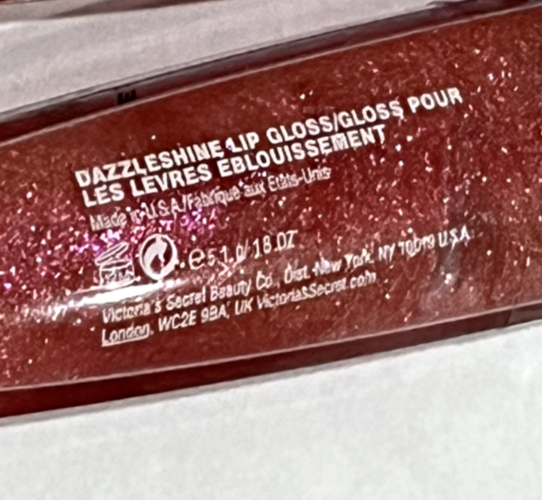 DAZZLESHINE LIP GLOSS/GLOSS POUR
LES LEVRES EBLOUISSEMENT
Made in U.S.A./Fabriqué aux États-Unis
e 5.1 g/.18 OZ
Victoria's Secret Beauty Co., Dist. New York, NY 10019 U.S.A.
London, WC2E 9BA, UK VictoriasSecret.com